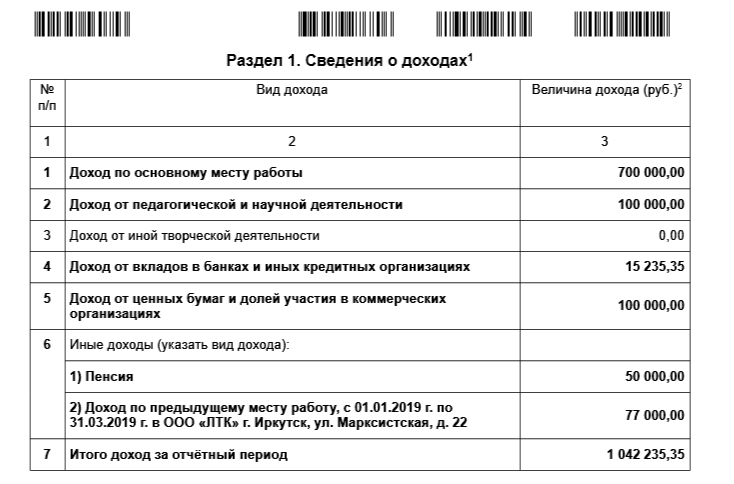 Раздел 1. Сведения о доходах1
№ п/п
Вид дохода
Величина дохода (руб.)2
1
2
3
1
Доход по основному месту работы
700 000,00
2
Доход от педагогической и научной деятельности
100 000,00
3
Доход от иной творческой деятельности
0,00
4
Доход от вкладов в банках и иных кредитных организациях
15 235,35
5
Доход от ценных бумаг и долей участия в коммерческих
организациях
100 000,00
6
Иные доходы (указать вид дохода):
1) Пенсия
50 000,00
2) Доход по предыдущему месту работу, с 01.01.2019 г. по
31.03.2019 г. в ООО «ЛТК» г. Иркутск, ул. Марксистская, д. 22
77 000,00
7
Итого доход за отчётный период
1 042 235,35